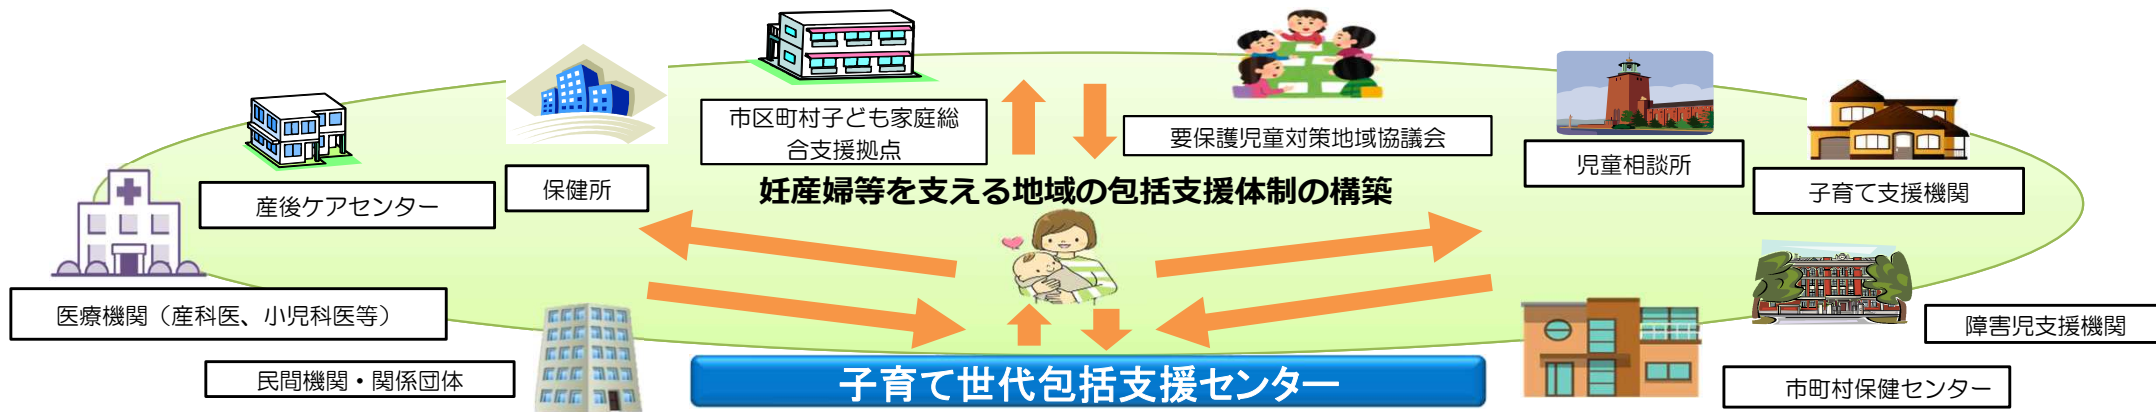 市区町村子ども家庭総
合支援拠点
要保護児童対策地域協議会
児童相談所
保健所
産後ケアセンター
子育て支援機関
妊産婦等を支える地域の包括支援体制の構築
医療機関（産科医、小児科医等）
障害児支援機関
民間機関・関係団体
子育て世代包括支援センター
市町村保健センター